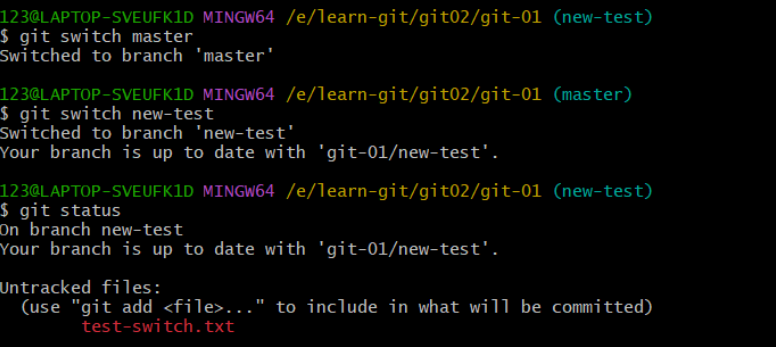 123@LAPTOP-SVEUFK1D MINGW64 /e/learn-git/git02/git-01 (new-test)
$ git switch master
Switched to branch 'master'
123@LAPTOP-SVEUFK1D MINGW64 /e/learn-git/git02/git-01 (master)
$ git switch new-test
Switched to branch 'new-test'
Your branch is up to date with 'git-01/new-test'.
123@LAPTOP-SVEUFK1D MINGW64 /e/learn-git/git02/git-01 (new-test)
$ git status
On branch new-test
Your branch is up to date with 'git-01/new-test'.
Untracked files:
(use "git add <file>..." to include in what will be committed)
test-switch.txt